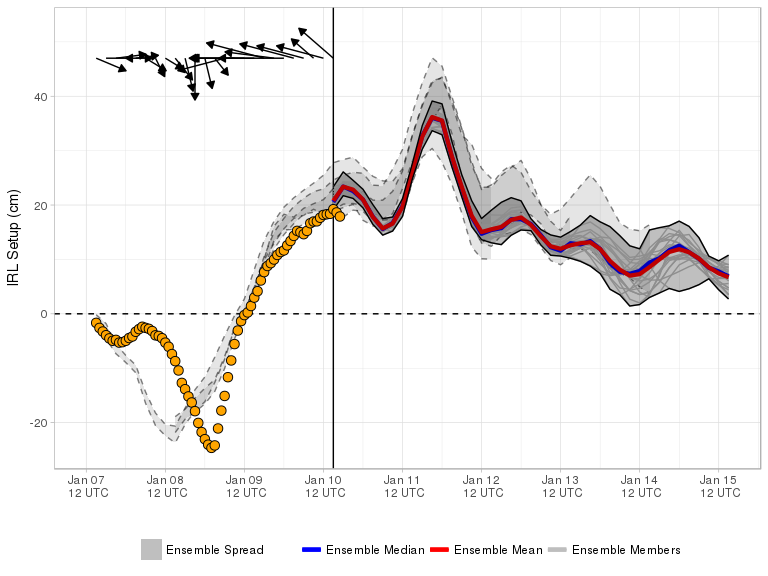 IRL Setup (cm)
40
20
0
-20
Jan 07 Jan 08 Jan 09 Jan 10 Jan 11 Jan 12 Jan 13 Jan 14 Jan 15
12 UTC 12 UTC 12 UTC 12 UTC 12 UTC 12 UTC 12 UTC 12 UTC 12 UTC
Ensemble Spread Ensemble Median Ensemble Mean Ensemble Members